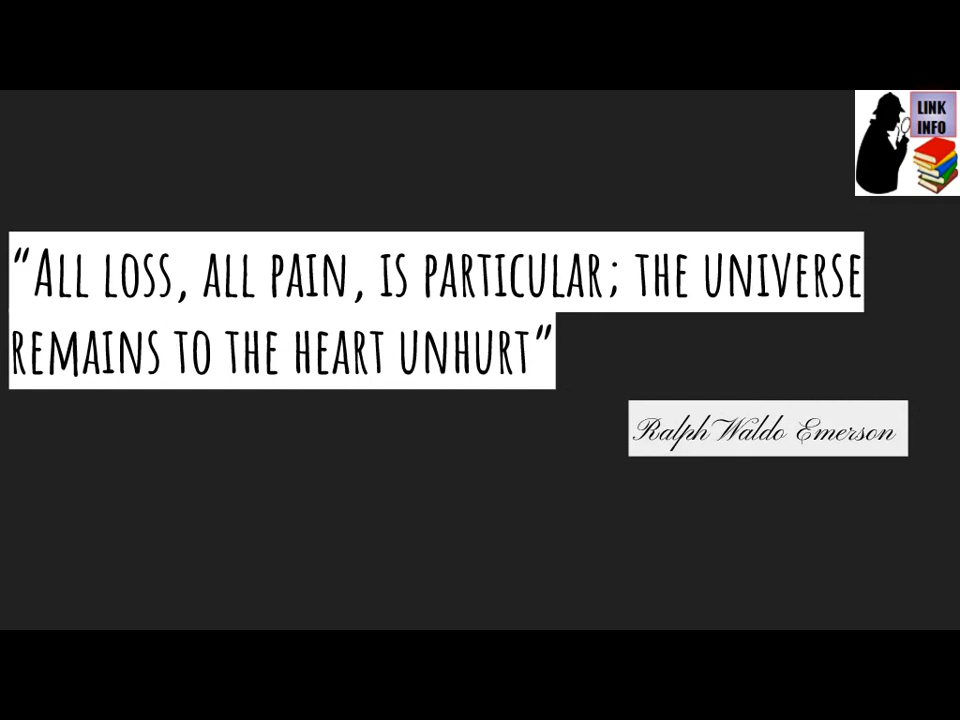 LINK
INFO
“All loss, all pain, is particular; the universe
remains to the heart unhurt”
Ralph Waldo Emerson